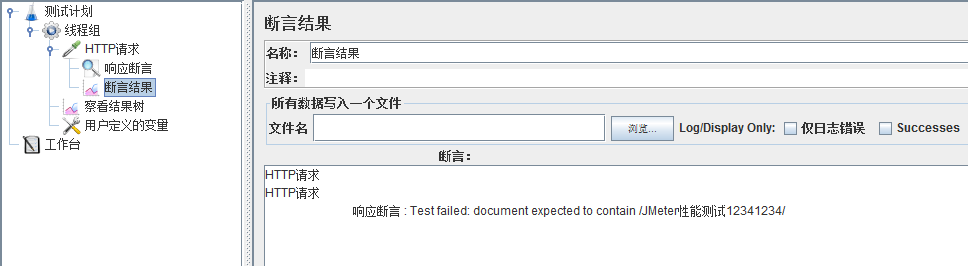 测试计划
线程组
HTTP请求
响应断言
断言结果
察看结果树
用户定义的变量
工作台
断言结果
名称： 断言结果
注释：
所有数据写入一个文件
文件名 浏览... Log/Display Only: 仅日志错误 Successes
断言：
HTTP请求
HTTP请求
响应断言 : Test failed: document expected to contain /JMeter性能测试12341234/